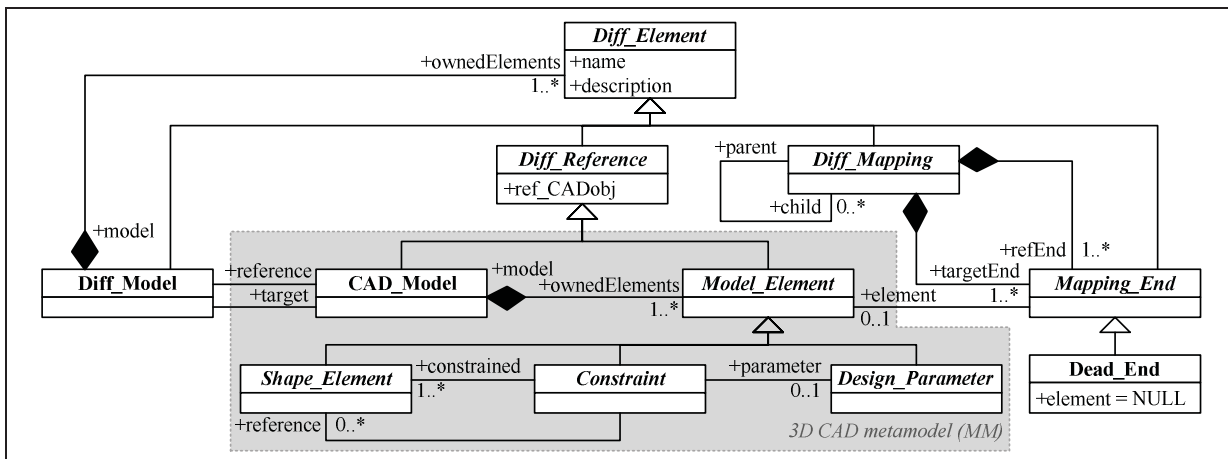 Diff_Element
+ownedElements
+name
1..*
+description
+parent
Diff_Reference
Diff_Mapping
+ref_CADobj
+child
0..*
+model
+refEnd
1..*
+reference
+model
+targetEnd
Diff_Model
CAD_Model
+ownedElements
Model_Element
+element
Mapping_End
+target
1..*
0..1
1..*
+constrained
+parameter
Dead_End
Shape_Element
Constraint
Design_Parameter
1..*
0..1
+element = NULL
+reference
0..*
3D CAD metamodel (MM)